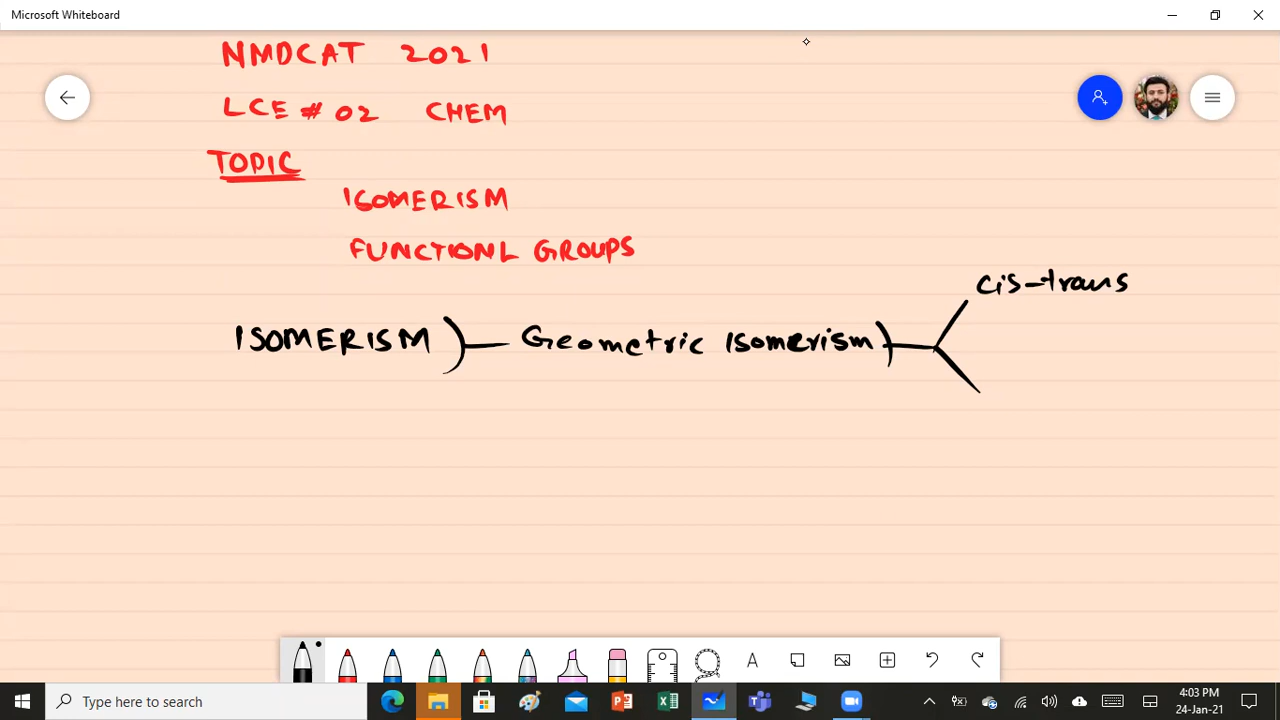 Microsoft Whiteboard
NMDCAT 2021
LCE # 02 CHEM
TOPIC
ISOMERISM
FUNCTIONL GROUPS
cis-trans
ISOMERISM) — Geometric Isomerism)
A
Type here to search
4:03 PM
24-Jan-21